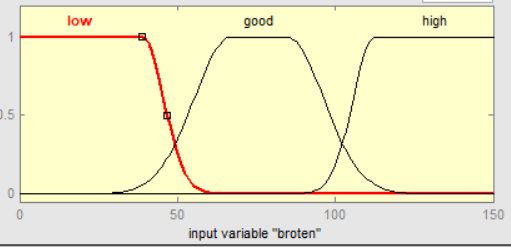 low good high
1
0.5
0
0 50 100 150
input variable "broten"